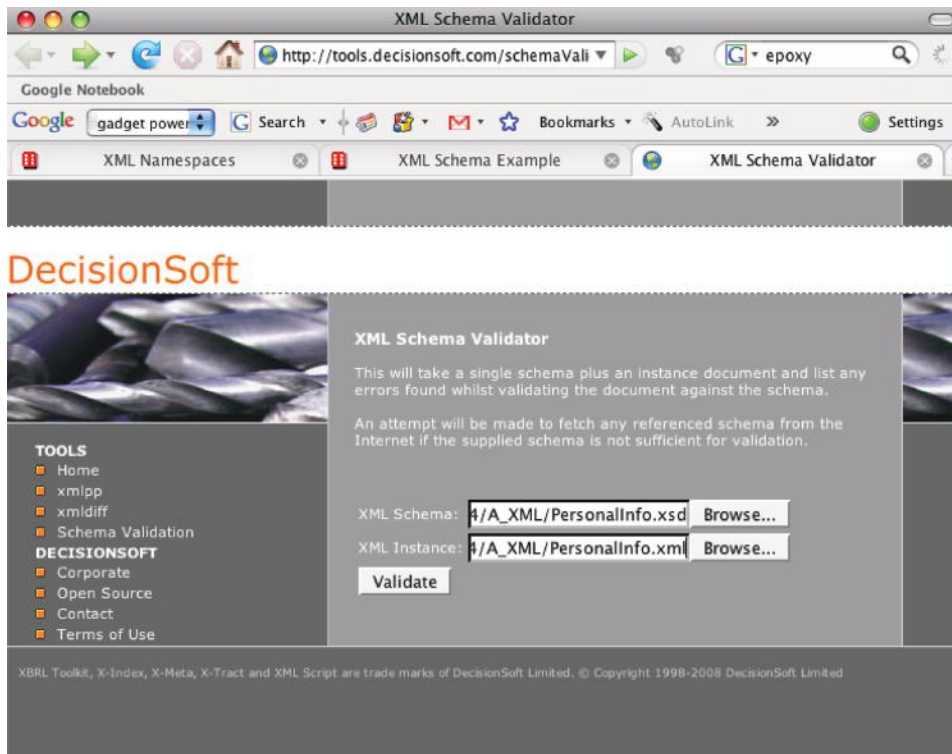 XML Schema Validator
http://tools.decisionsoft.com/schemaVali
G epoxy
Google Notebook
Google gadget power G Search Bookmarks AutoLink » Settings
XML Namespaces XML Schema Example XML Schema Validator
DecisionSoft
XML Schema Validator
This will take a single schema plus an instance document and list any
errors found whilst validating the document against the schema.
An attempt will be made to fetch any referenced schema from the
Internet if the supplied schema is not sufficient for validation.
TOOLS
Home
xmlpp
xmldiff
Schema Validation
DECISIONSOFT
Corporate
Open Source
Contact
Terms of Use
XML Schema: 4/A_XML/PersonalInfo.xsd Browse...
XML Instance: 4/A_XML/PersonalInfo.xml Browse...
Validate
XBRL Toolkit, X-Index, X-Meta, X-Tract and XML Script are trade marks of DecisionSoft Limited. © Copyright 1998-2008 DecisionSoft Limited